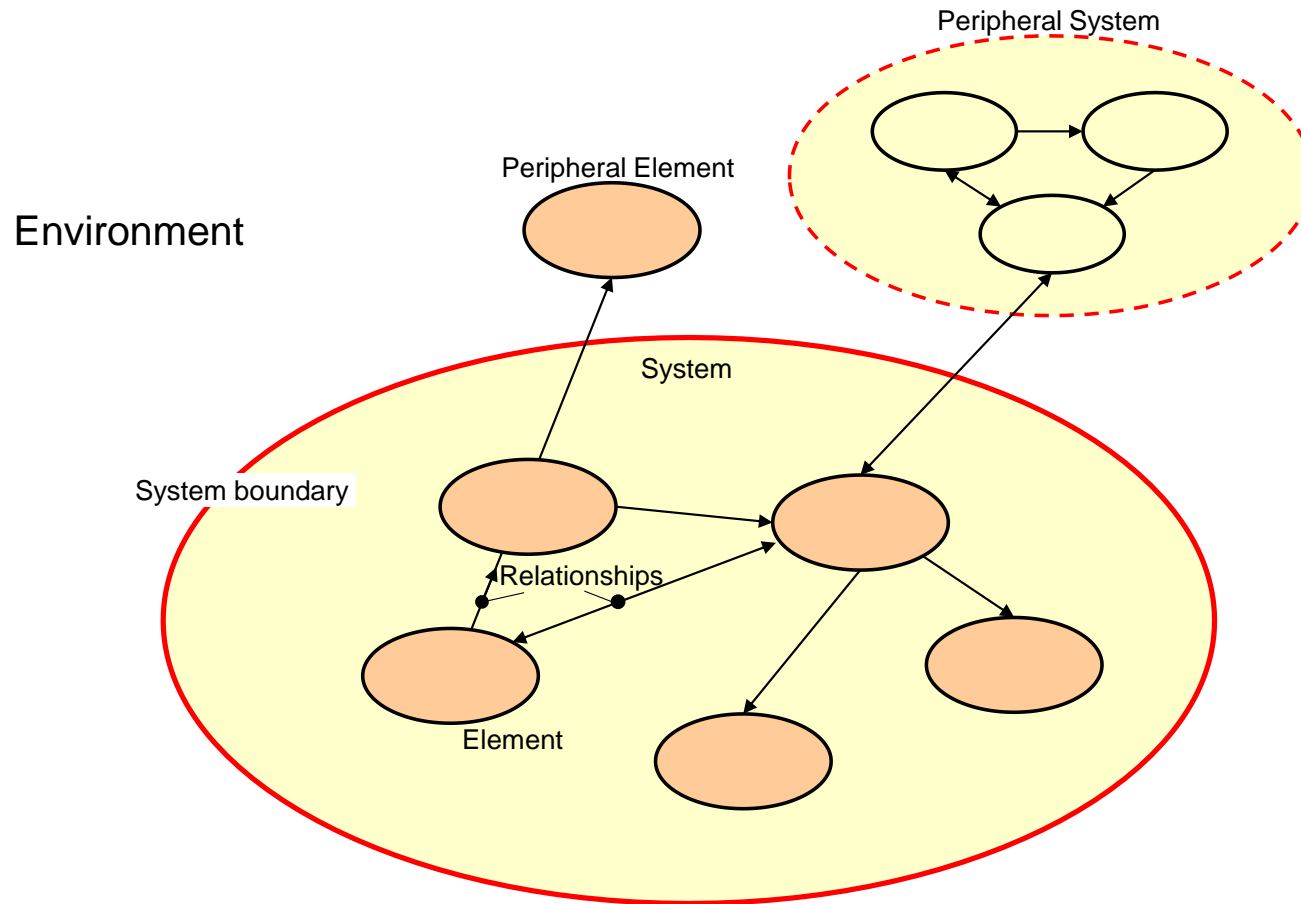 Peripheral System
Peripheral Element
Environment
System
System boundary
Relationships
Element